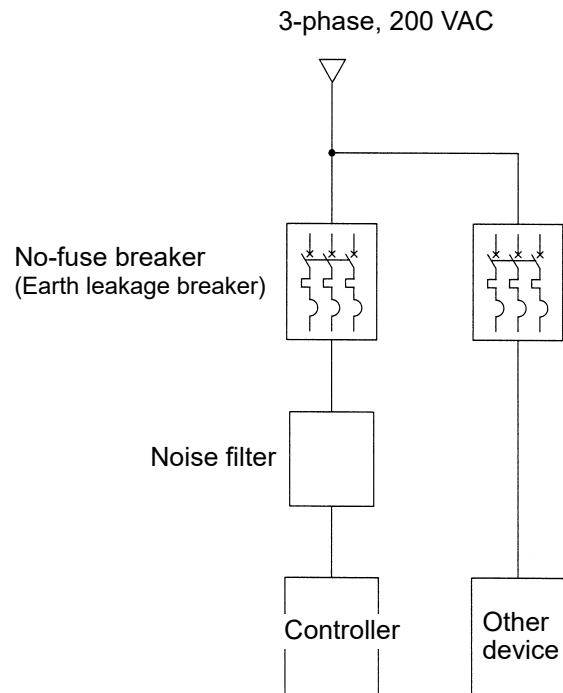 3-phase, 200 VAC
No-fuse breaker
(Earth leakage breaker)
Noise filter
Controller
Other
device